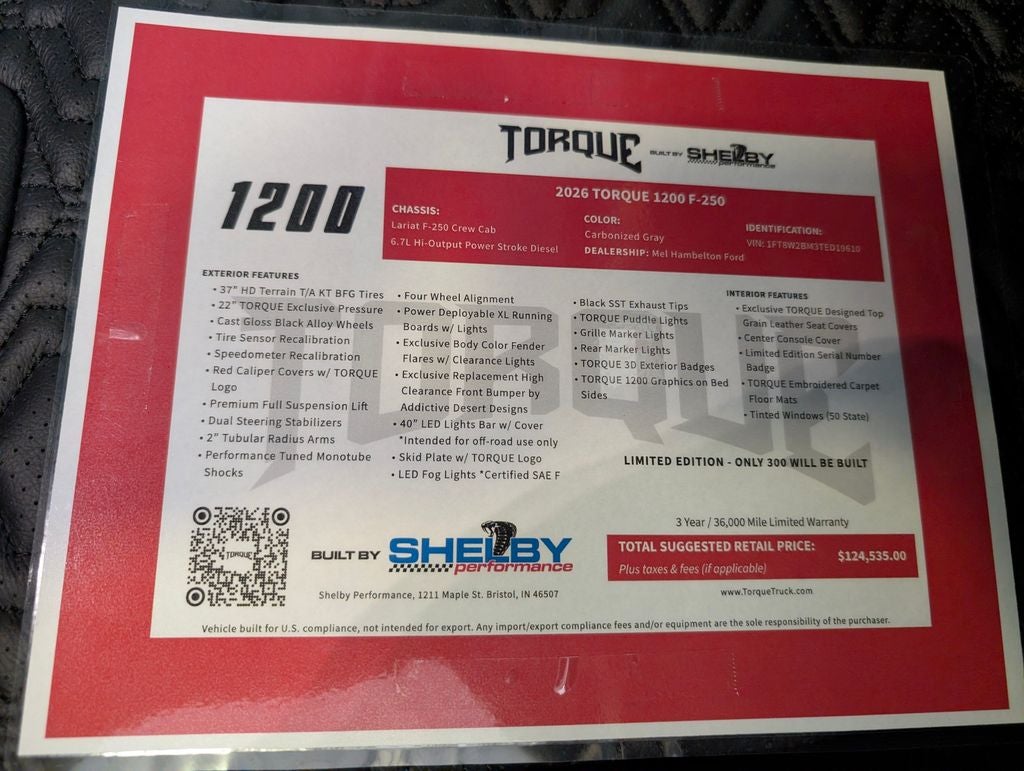 TORQUE BUILT BY SHELBY performance
1200
2026 TORQUE 1200 F-250
CHASSIS:
Lariat F-250 Crew Cab
6.7L Hi-Output Power Stroke Diesel
COLOR:
Carbonized Gray
DEALERSHIP: Mel Hambelton Ford
IDENTIFICATION:
VIN: 1FT8W2BM3TED19610
EXTERIOR FEATURES
• 37" HD Terrain T/A KT BFG Tires
• 22" TORQUE Exclusive Pressure
• Cast Gloss Black Alloy Wheels
• Tire Sensor Recalibration
• Speedometer Recalibration
• Red Caliper Covers w/ TORQUE
Logo
• Premium Full Suspension Lift
• Dual Steering Stabilizers
• 2" Tubular Radius Arms
• Performance Tuned Monotube
Shocks
• Four Wheel Alignment
• Power Deployable XL Running
Boards w/ Lights
• Exclusive Body Color Fender
Flares w/ Clearance Lights
• Exclusive Replacement High
Clearance Front Bumper by
Addictive Desert Designs
• 40" LED Lights Bar w/ Cover
*Intended for off-road use only
• Skid Plate w/ TORQUE Logo
• LED Fog Lights *Certified SAE F
• Black SST Exhaust Tips
• TORQUE Puddle Lights
• Grille Marker Lights
• Rear Marker Lights
• TORQUE 3D Exterior Badges
• TORQUE 1200 Graphics on Bed
Sides
INTERIOR FEATURES
• Exclusive TORQUE Designed Top
Grain Leather Seat Covers
• Center Console Cover
• Limited Edition Serial Number
Badge
• TORQUE Embroidered Carpet
Floor Mats
• Tinted Windows (50 State)
TORQUE
LIMITED EDITION - ONLY 300 WILL BE BUILT
TORQUE
BUILT BY SHELBY performance
Shelby Performance, 1211 Maple St. Bristol, IN 46507
3 Year / 36,000 Mile Limited Warranty
TOTAL SUGGESTED RETAIL PRICE: $124,535.00
Plus taxes & fees (if applicable)
www.TorqueTruck.com
Vehicle built for U.S. compliance, not intended for export. Any import/export compliance fees and/or equipment are the sole responsibility of the purchaser.